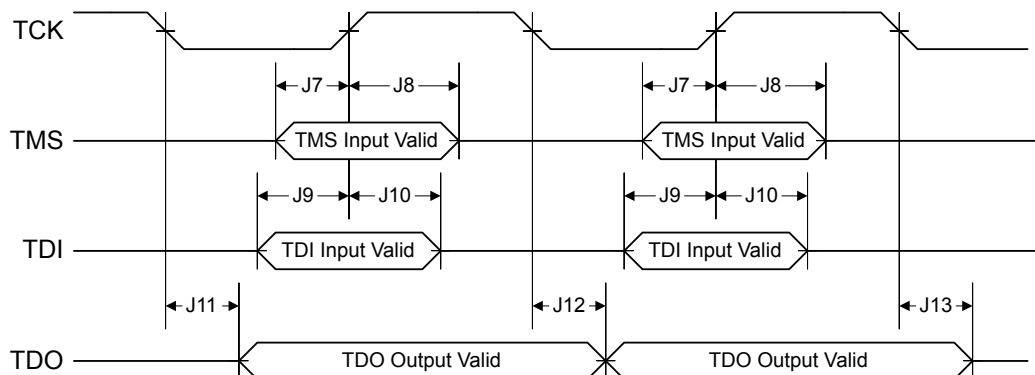 TCK
J7 J8 J7 J8
TMS TMS Input Valid TMS Input Valid
J9 J10 J9 J10
TDI TDI Input Valid TDI Input Valid
J11 J12 J13
TDO TDO Output Valid TDO Output Valid